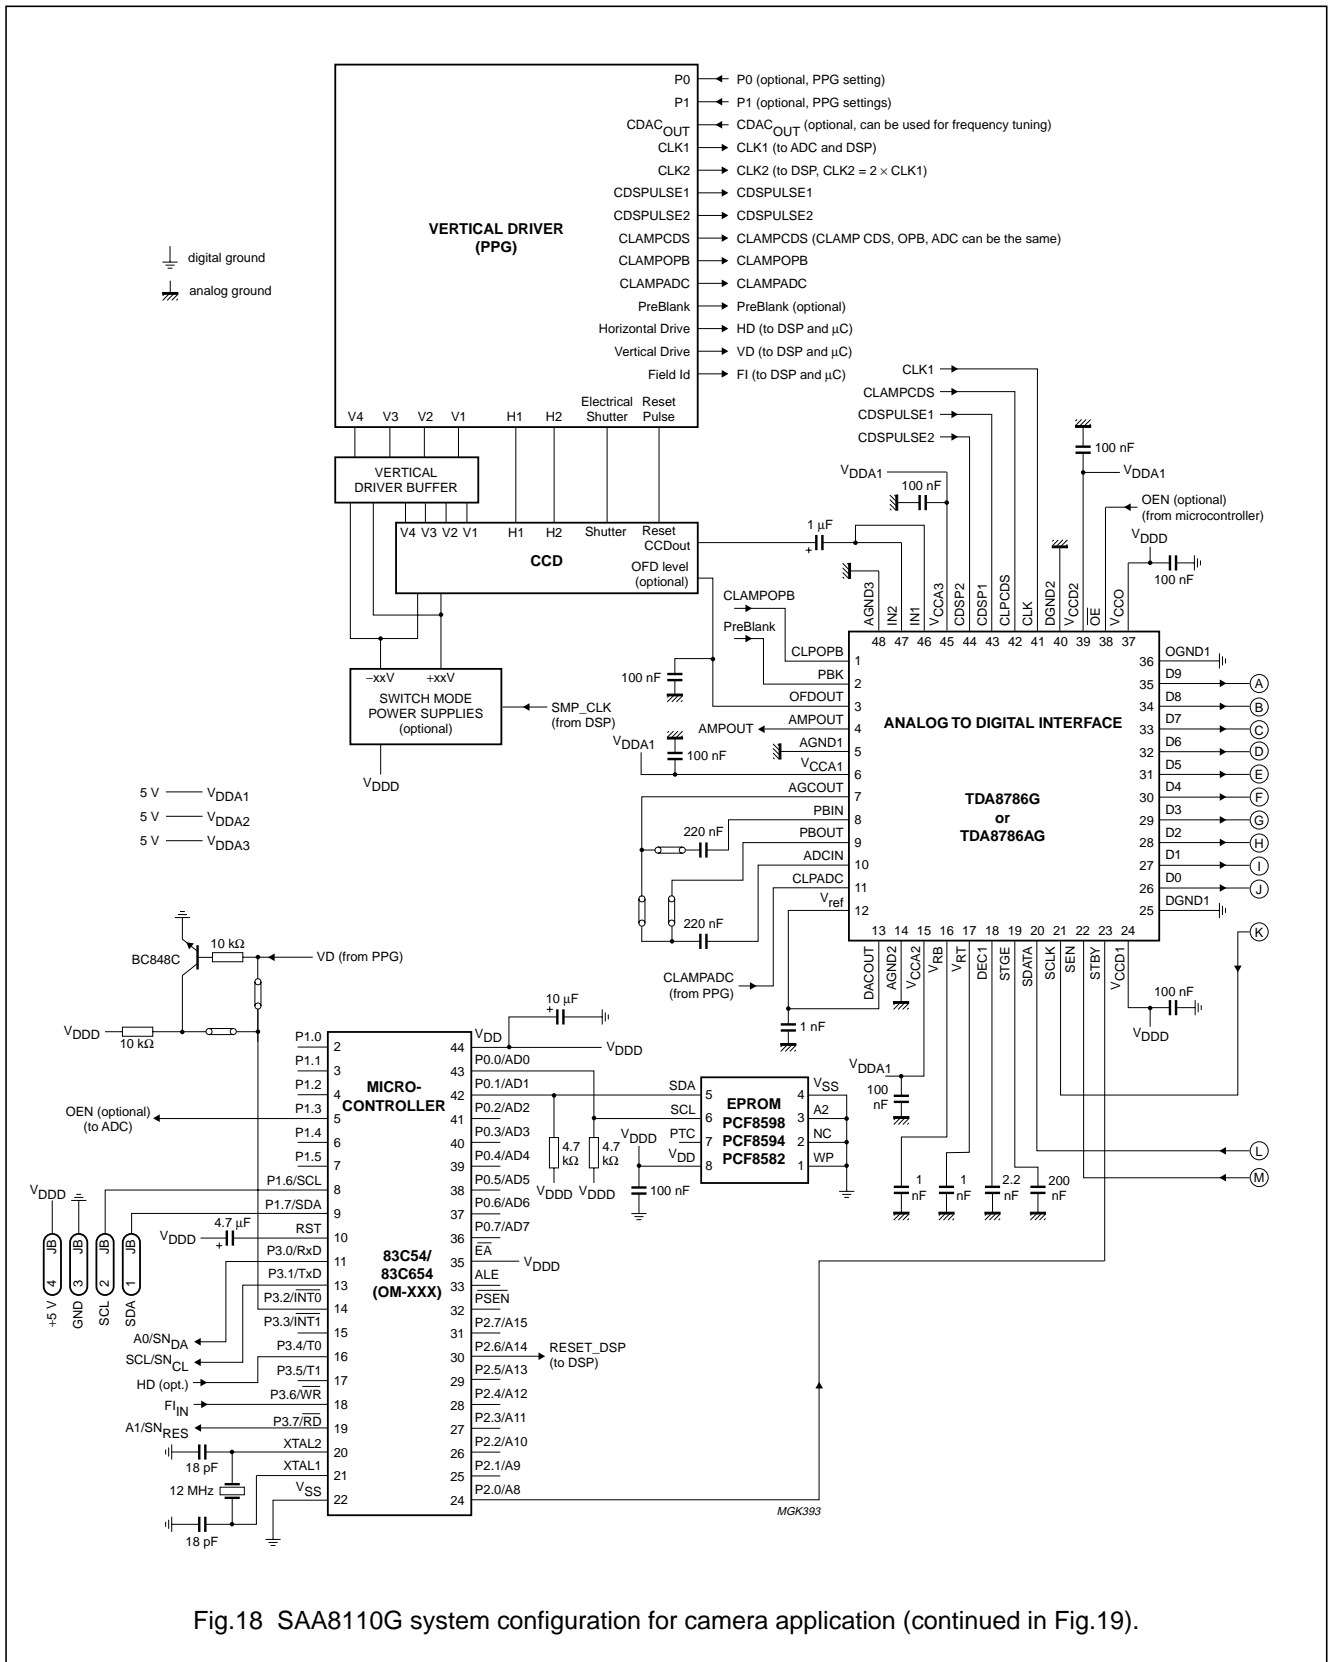 P0
P0 (optional, PPG setting)
P1
P1 (optional, PPG settings)
CDACOUT
CDACOUT (optional, can be used for frequency tuning)
CLK1
CLK1 (to ADC and DSP)
CLK2
CLK2 (to DSP, CLK2 = 2 × CLK1)
CDSPULSE1
CDSPULSE1
CDSPULSE2
CDSPULSE2
VERTICAL DRIVER
(PPG)
CLAMPCDS
CLAMPCDS (CLAMP CDS, OPB, ADC can be the same)
CLAMPOPB
CLAMPOPB
CLAMPADC
CLAMPADC
PreBlank
PreBlank (optional)
Horizontal Drive
HD (to DSP and µC)
Vertical Drive
VD (to DSP and µC)
Field Id
FI (to DSP and µC)
digital ground
analog ground
V4 V3 V2 V1 H1 H2
Electrical
Shutter
Reset
Pulse
VERTICAL
DRIVER BUFFER
V4 V3 V2 V1 H1 H2 Shutter Reset
CCDout
CCD
OFD level
(optional)
−xxV +xxV
SWITCH MODE
POWER SUPPLIES
(optional)
SMP_CLK
(from DSP)
VDDD
5 V VDDA1
5 V VDDA2
5 V VDDA3
CLK1
CLAMPCDS
CDSPULSE1
CDSPULSE2
VDDA1
100 nF
1 µF
+
100 nF
VDDA1
OEN (optional)
(from microcontroller)
VDDD
100 nF
AGND3
IN2
IN1
VCCA3
CDSP2
CDSP1
CLPCDS
CLK
DGND2
VCCD2
OE
VCCO
48 47 46 45 44 43 42 41 40 39 38 37
CLAMPOPB
PreBlank
100 nF
AMPOUT
VDDA1
100 nF
220 nF
220 nF
CLAMPADC
(from PPG)
CLPOPB 1
PBK 2
OFDOUT 3
AMPOUT 4
AGND1 5
VCCA1 6
AGCOUT 7
PBIN 8
PBOUT 9
ADCIN 10
CLPADC 11
Vref 12
ANALOG TO DIGITAL INTERFACE
TDA8786G
or
TDA8786AG
36 OGND1
35 D9 A
34 D8 B
33 D7 C
32 D6 D
31 D5 E
30 D4 F
29 D3 G
28 D2 H
27 D1 I
26 D0 J
25 DGND1
K
13 14 15 16 17 18 19 20 21 22 23 24
DACOUT
AGND2
VCCA2
VRB
VRT
DEC1
STGE
SDATA
SCLK
SEN
STBY
VCCD1
1 nF
100 nF
VDDD
VDDA1
100
nF
1
nF
1
nF
2.2
nF
200
nF
L
M
BC848C
10 kΩ
VD (from PPG)
VDDD
10 kΩ
10 µF
+
VDDD
P1.0 2
P1.1 3
P1.2 4
P1.3 5
P1.4 6
P1.5 7
P1.6/SCL 8
P1.7/SDA 9
RST 10
P3.0/RxD 11
P3.1/TxD 13
P3.2/INT0 14
P3.3/INT1 15
P3.4/T0 16
P3.5/T1 17
P3.6/WR 18
P3.7/RD 19
XTAL2 20
XTAL1 21
VSS 22
MICRO-
CONTROLLER
83C54/
83C654
(OM-XXX)
44 VDD
43 P0.0/AD0
42 P0.1/AD1
41 P0.2/AD2
40 P0.3/AD3
39 P0.4/AD4
38 P0.5/AD5
37 P0.6/AD6
36 P0.7/AD7
35 EA
VDDD
33 ALE
32 PSEN
31 P2.7/A15
30 P2.6/A14
29 P2.5/A13
28 P2.4/A12
27 P2.3/A11
26 P2.2/A10
25 P2.1/A9
24 P2.0/A8
RESET_DSP
(to DSP)
OEN (optional)
(to ADC)
VDDD
4.7 µF
+
VDDD
JB 4 +5 V
JB 3 GND
JB 2 SCL
JB 1 SDA
A0/SNDA
SCL/SNCL
HD (opt.)
FIIN
A1/SNRES
18 pF
12 MHz
18 pF
4.7
kΩ
4.7
kΩ
VDDD
VDDD
VDDD
100 nF
SDA 5
SCL 6
PTC 7
VDD 8
EPROM
PCF8598
PCF8594
PCF8582
4 VSS
3 A2
2 NC
1 WP
MGK393
Fig.18 SAA8110G system configuration for camera application (continued in Fig.19).